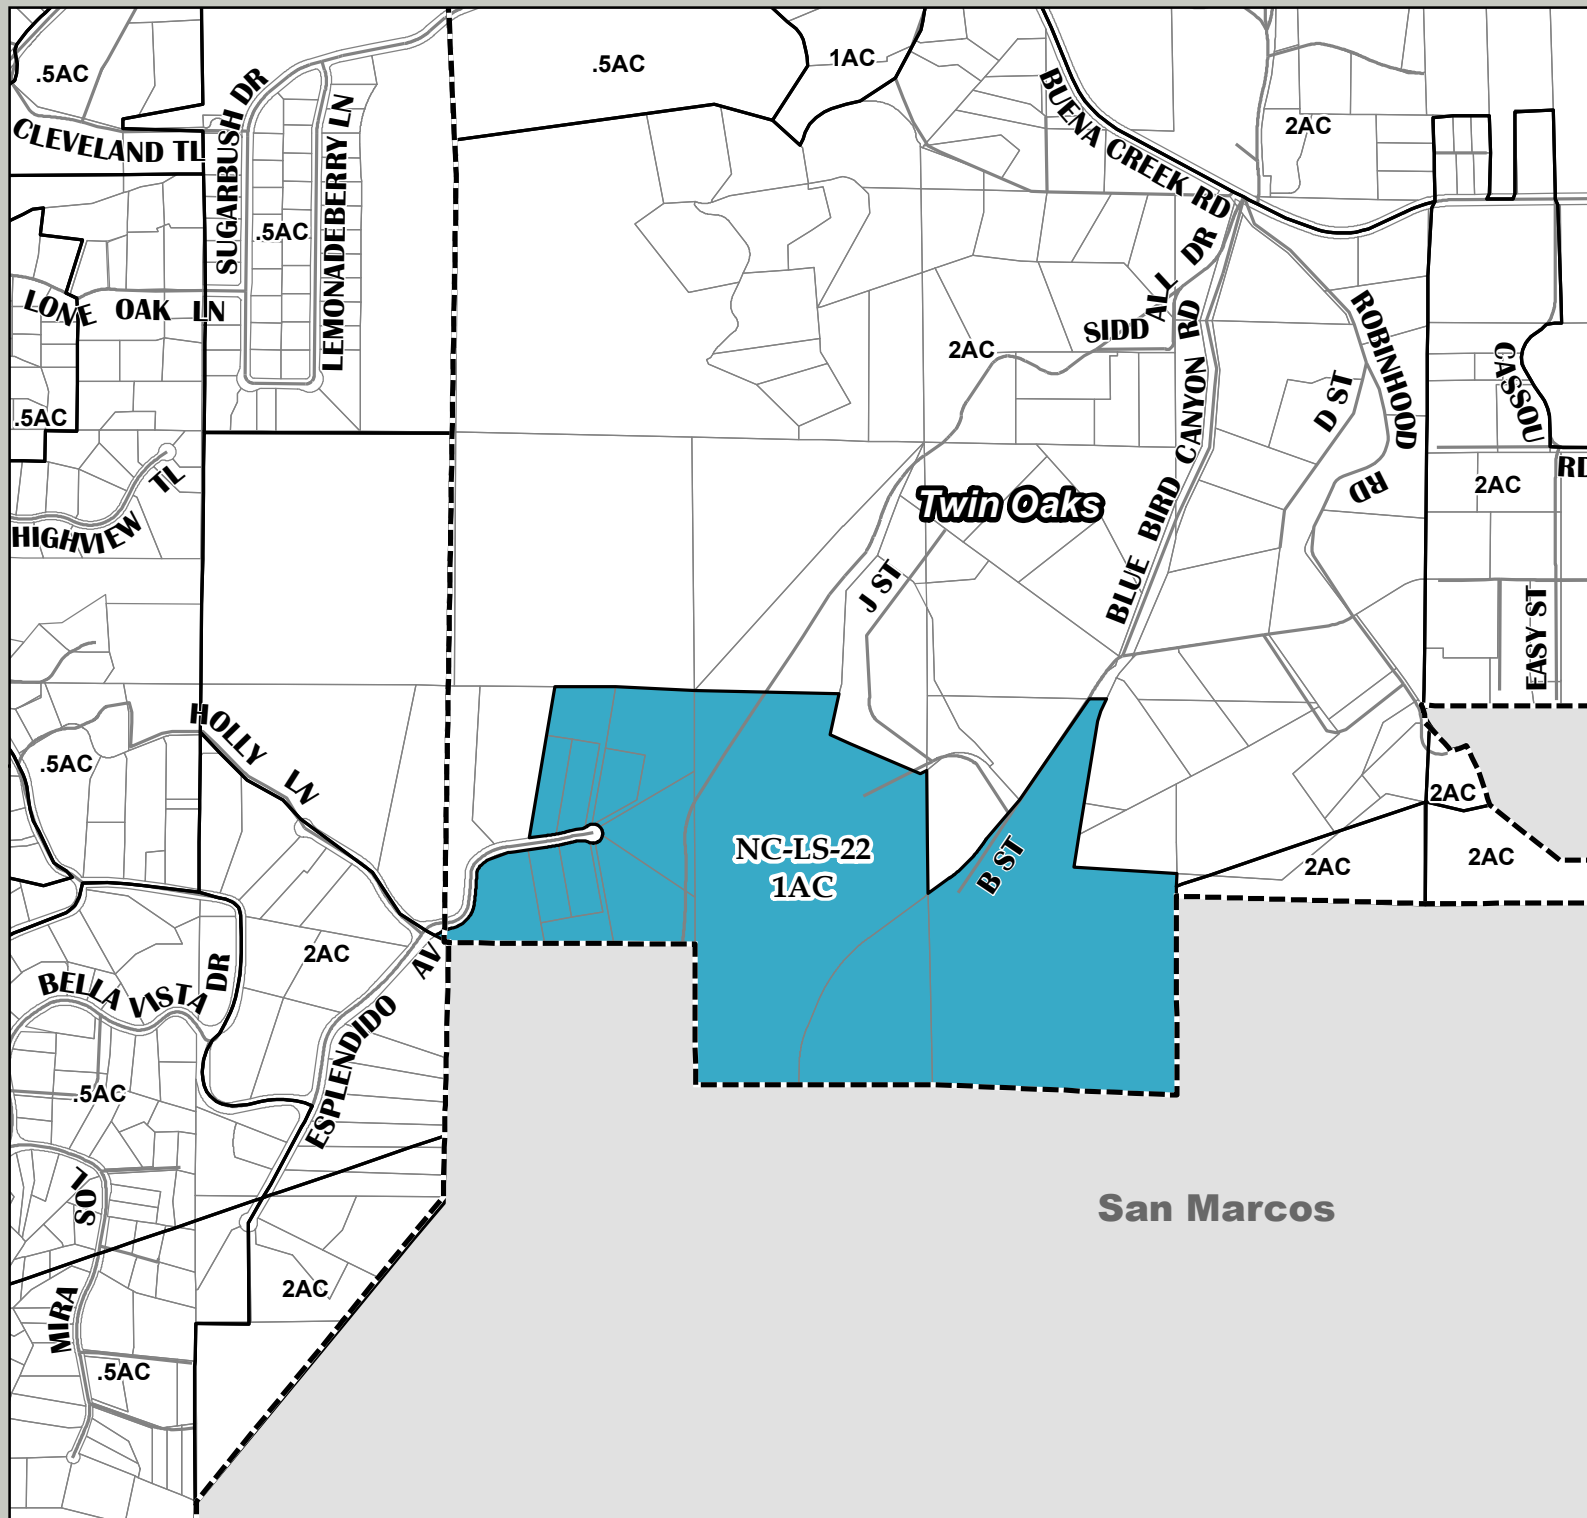 .5AC
.5AC
1AC
2AC
CLEVELAND TL
SUGARBUSH DR
LEMONADEBERRY LN
BUENA CREEK RD
.5AC
LONE OAK LN
SIDDALL DR
2AC
BLUE BIRD CANYON RD
ROBINHOOD RD
D ST
CASSOU RD
.5AC
HIGHVIEW TL
Twin Oaks
2AC
J ST
EASY ST
HOLLY LN
.5AC
2AC
NC-LS-22
1AC
B ST
2AC
2AC
2AC
BELLA VISTA DR
ESPLENDIDO AV
.5AC
LOS
MIRA
San Marcos
2AC
.5AC